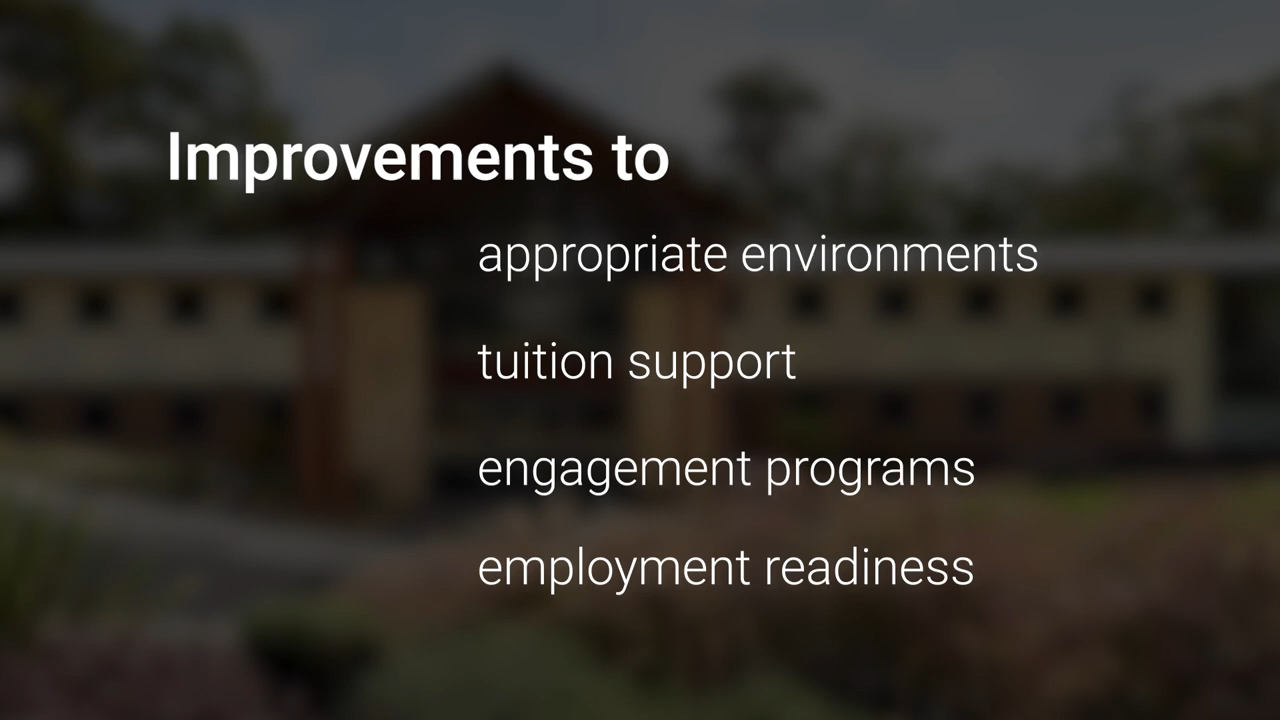 Improvements to
appropriate environments
tuition support
engagement programs
employment readiness